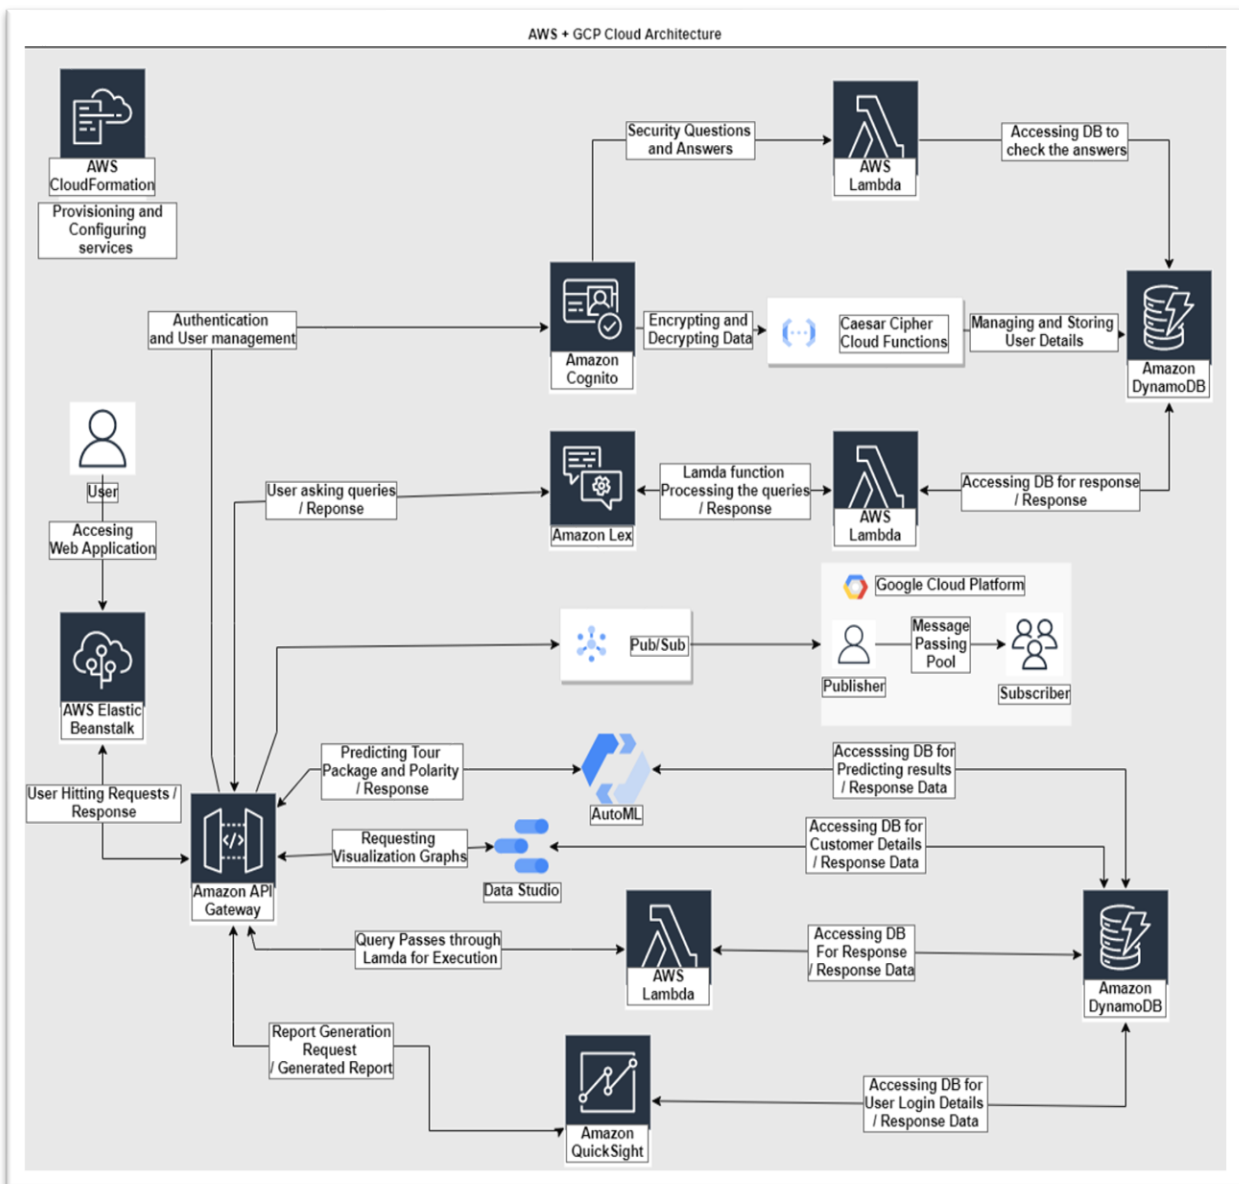 AWS + GCP Cloud Architecture
AWS
CloudFormation
Provisioning and
Configuring
services
Security Questions
and Answers
AWS
Lambda
Accessing DB to
check the answers
Authentication
and User management
Amazon
Cognito
Encrypting and
Decrypting Data
Caesar Cipher
Cloud Functions
Managing and Storing
User Details
Amazon
DynamoDB
User
Accesing
Web Application
User asking queries
/ Reponse
Amazon Lex
Lamda function
Processing the queries
/ Response
AWS
Lambda
Accessing DB for response
/ Response
AWS Elastic
Beanstalk
Pub/Sub
Google Cloud Platform
Publisher
Message
Passing
Pool
Subscriber
User Hitting Requests /
Response
Amazon API
Gateway
Predicting Tour
Package and Polarity
/ Response
AutoML
Accesssing DB for
Predicting results
/ Response Data
Requesting
Visualization Graphs
Data Studio
Accessing DB for
Customer Details
/ Response Data
Query Passes through
Lamda for Execution
AWS
Lambda
Accessing DB
For Response
/ Response Data
Amazon
DynamoDB
Report Generation
Request
/ Generated Report
Amazon
QuickSight
Accessing DB for
User Login Details
/ Response Data